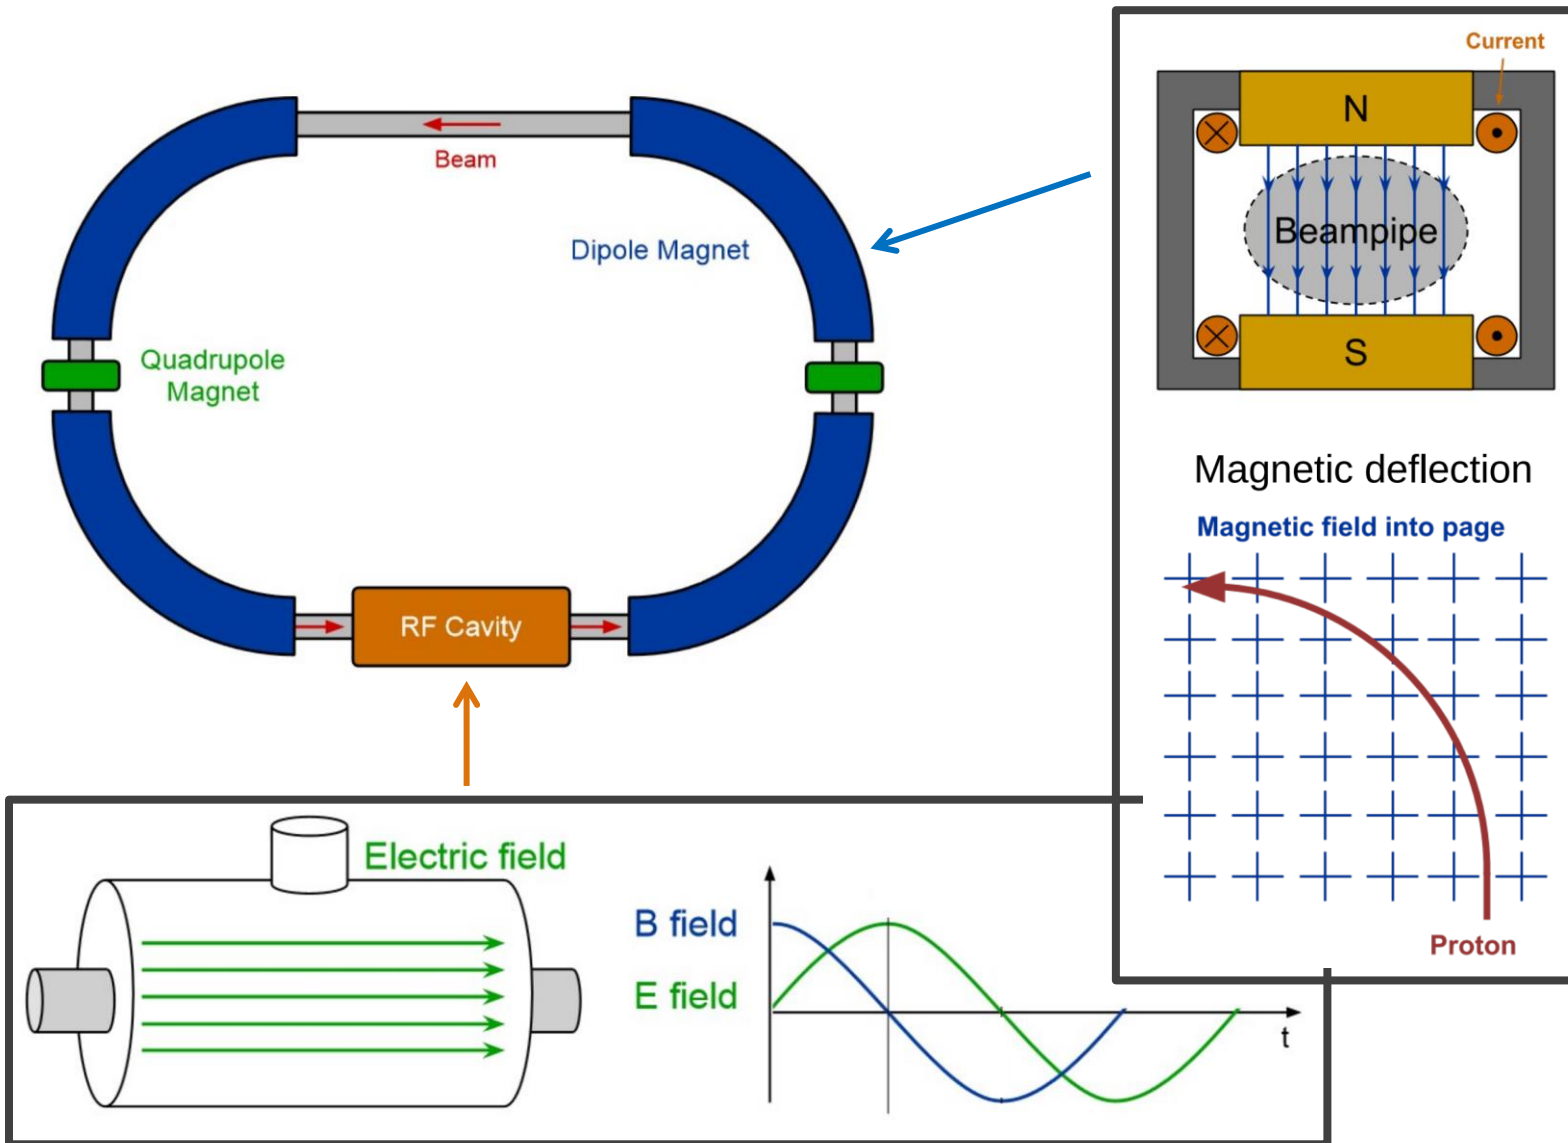 Beam
Dipole Magnet
Quadrupole
Magnet
RF Cavity
Current
N
Beampipe
S
Magnetic deflection
Magnetic field into page
Proton
Electric field
B field
E field
t